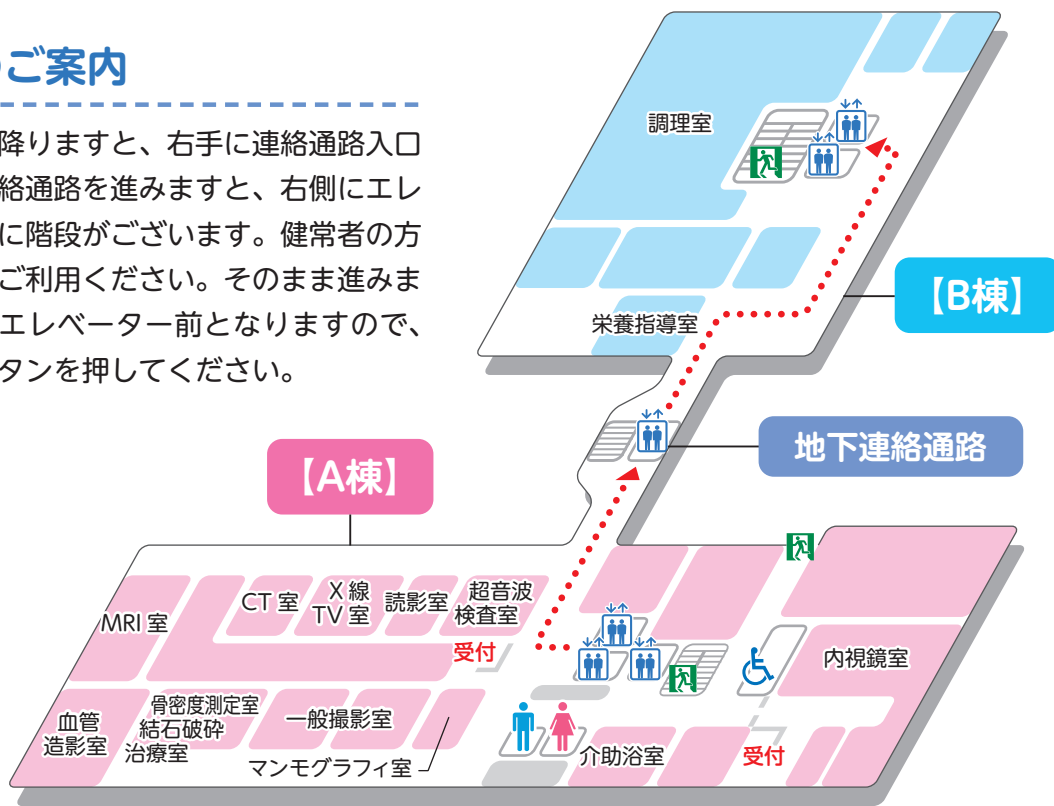 ご案内
降りますと、右手に連絡通路入口
絡通路を進みますと、右側にエレ
に階段がございます。健常者の方
ご利用ください。そのまま進みま
エレベーター前となりますので、
タンを押してください。
調理室
栄養指導室
【B棟】
地下連絡通路
【A棟】
MRI 室
CT 室
X 線
TV 室
読影室
超音波
検査室
受付
内視鏡室
血管
造影室
骨密度測定室
結石破砕
治療室
一般撮影室
マンモグラフィ室
介助浴室
受付